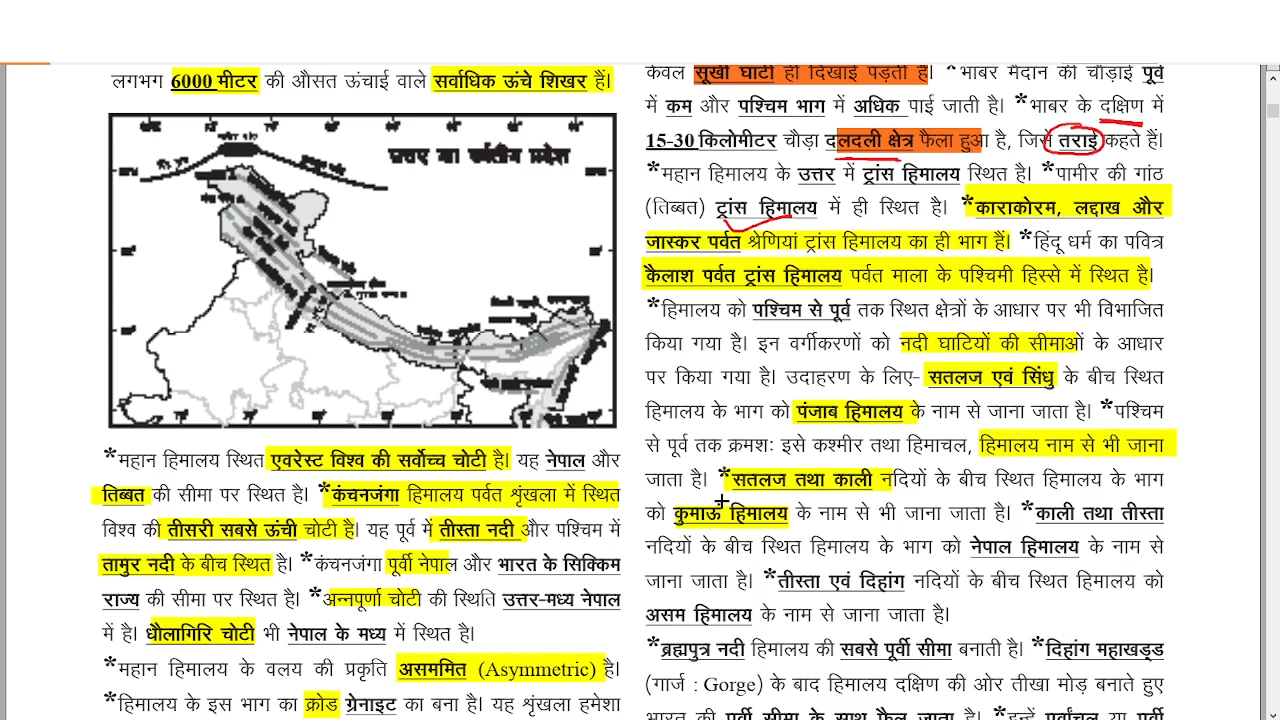 लगभग 6000 मीटर की औसत ऊंचाई वाले सर्वाधिक ऊंचे शिखर हैं।
उत्तर का पर्वतीय प्रदेश
*महान हिमालय स्थित एवरेस्ट विश्व की सर्वोच्च चोटी है। यह नेपाल और
तिब्बत की सीमा पर स्थित है। *कंचनजंगा हिमालय पर्वत शृंखला में स्थित
विश्व की तीसरी सबसे ऊंची चोटी है। यह पूर्व में तीस्ता नदी और पश्चिम में
तामुर नदी के बीच स्थित है। *कंचनजंगा पूर्वी नेपाल और भारत के सिक्किम
राज्य की सीमा पर स्थित है। *अन्नपूर्णा चोटी की स्थिति उत्तर-मध्य नेपाल
में है। धौलागिरि चोटी भी नेपाल के मध्य में स्थित है।
*महान हिमालय के वलय की प्रकृति असममित (Asymmetric) है।
*हिमालय के इस भाग का क्रोड ग्रेनाइट का बना है। यह शृंखला हमेशा
केवल सूखी घाटी ही दिखाई पड़ती है। *भाबर मैदान की चौड़ाई पूर्व
में कम और पश्चिम भाग में अधिक पाई जाती है। *भाबर के दक्षिण में
15-30 किलोमीटर चौड़ा दलदली क्षेत्र फैला हुआ है, जिसे तराई कहते हैं।
*महान हिमालय के उत्तर में ट्रांस हिमालय स्थित है। *पामीर की गांठ
(तिब्बत) ट्रांस हिमालय में ही स्थित है। *काराकोरम, लद्दाख और
जास्कर पर्वत श्रेणियां ट्रांस हिमालय का ही भाग हैं। *हिंदू धर्म का पवित्र
कैलाश पर्वत ट्रांस हिमालय पर्वत माला के पश्चिमी हिस्से में स्थित है।
*हिमालय को पश्चिम से पूर्व तक स्थित क्षेत्रों के आधार पर भी विभाजित
किया गया है। इन वर्गीकरणों को नदी घाटियों की सीमाओं के आधार
पर किया गया है। उदाहरण के लिए- सतलज एवं सिंधु के बीच स्थित
हिमालय के भाग को पंजाब हिमालय के नाम से जाना जाता है। *पश्चिम
से पूर्व तक क्रमश: इसे कश्मीर तथा हिमाचल, हिमालय नाम से भी जाना
जाता है। *सतलज तथा काली नदियों के बीच स्थित हिमालय के भाग
को कुमाऊं हिमालय के नाम से भी जाना जाता है। *काली तथा तीस्ता
नदियों के बीच स्थित हिमालय के भाग को नेपाल हिमालय के नाम से
जाना जाता है। *तीस्ता एवं दिहांग नदियों के बीच स्थित हिमालय को
असम हिमालय के नाम से जाना जाता है।
*ब्रह्मपुत्र नदी हिमालय की सबसे पूर्वी सीमा बनाती है। *दिहांग महाखड्ड
(गार्ज : Gorge) के बाद हिमालय दक्षिण की ओर तीखा मोड़ बनाते हुए
भारत की पूर्वी सीमा के साथ फैल जाता है। *इन्हें पूर्वांचल या पूर्वी